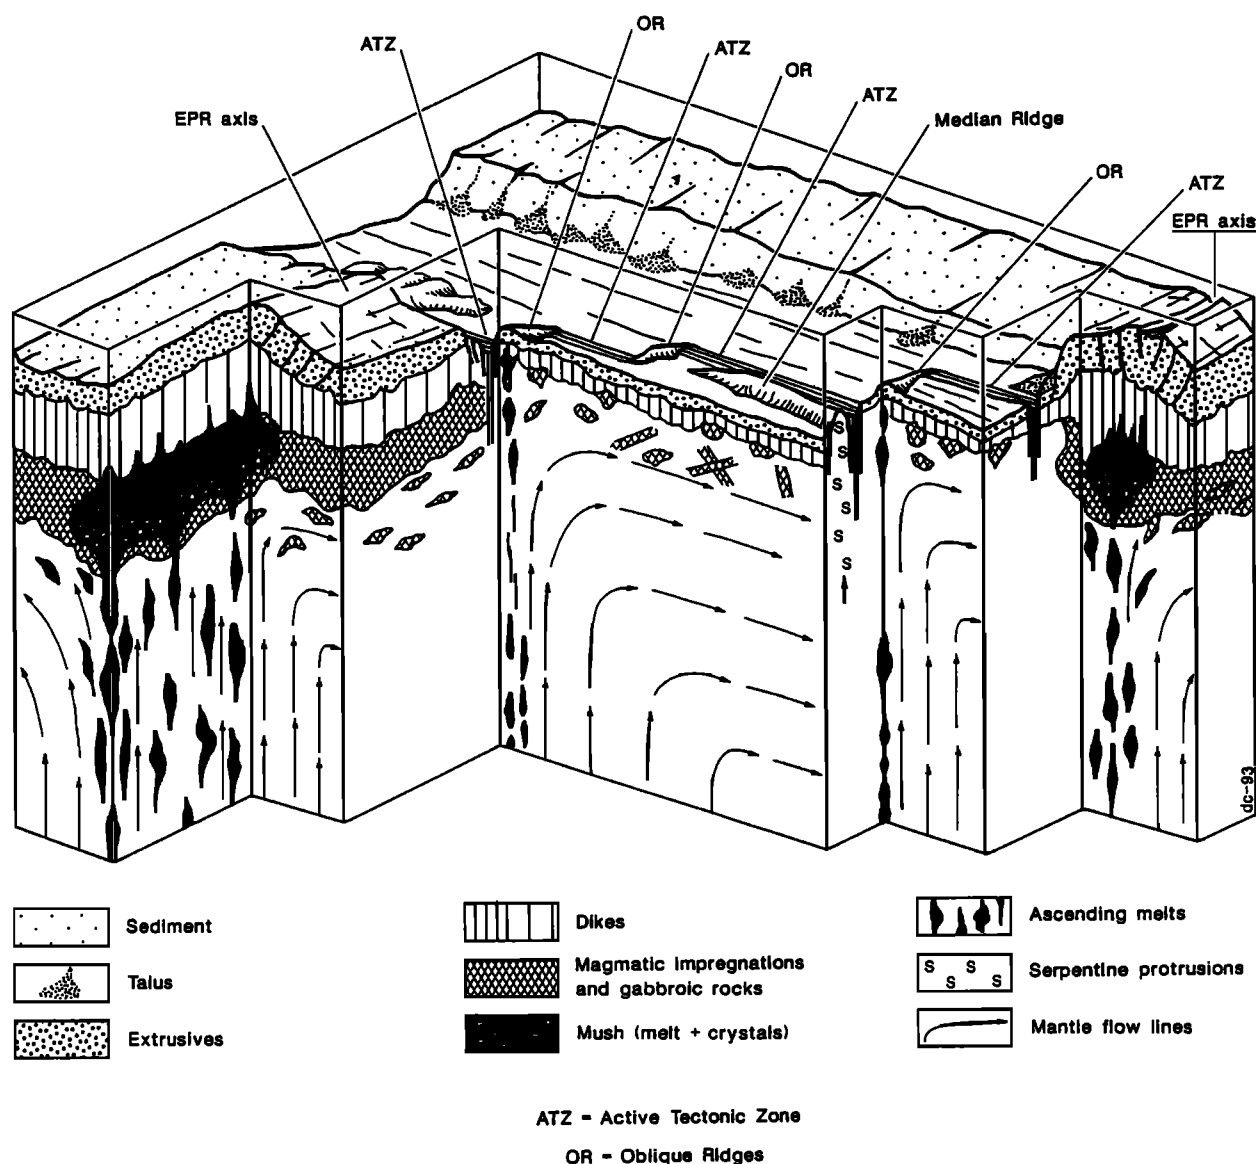 OR
ATZ
ATZ
OR
ATZ
EPR axis
Median Ridge
OR
ATZ
EPR axis
S
S
S
S
S
S
dc-93
Sediment
Talus
Extrusives
Dikes
Magmatic impregnations
and gabbroic rocks
Mush (melt + crystals)
Ascending melts
S S S S
Serpentine protrusions
Mantle flow lines
ATZ = Active Tectonic Zone
OR = Oblique Ridges